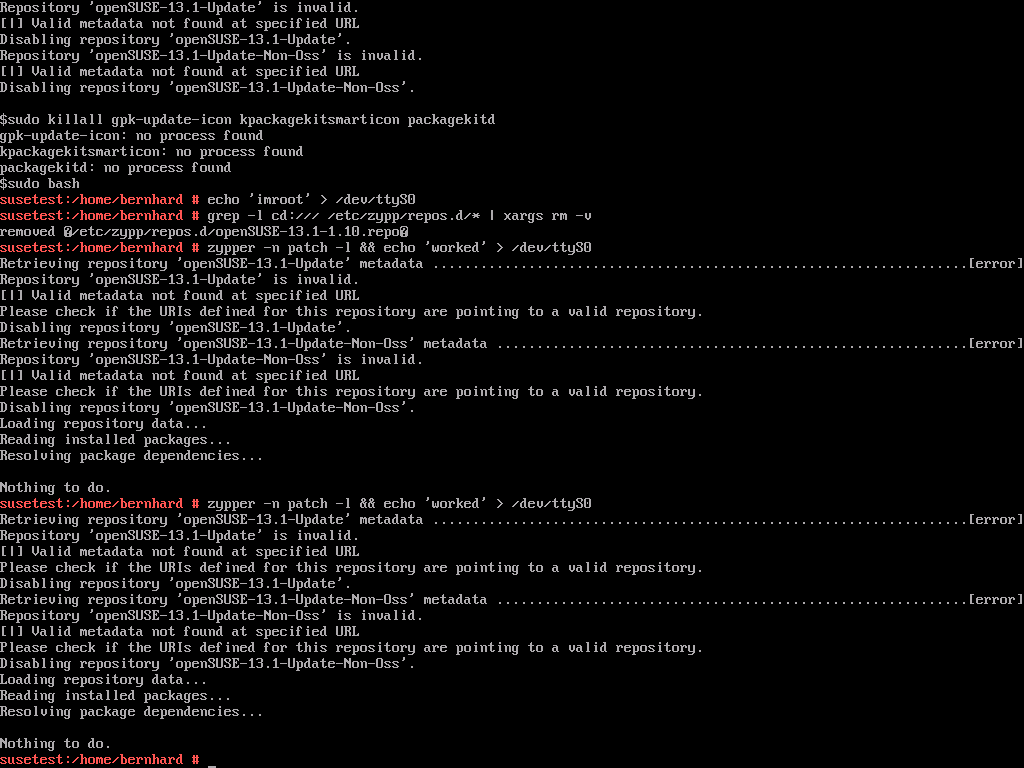 Repository 'openSUSE-13.1-Update' is invalid.
[|] Valid metadata not found at specified URL
Disabling repository 'openSUSE-13.1-Update'.
Repository 'openSUSE-13.1-Update-Non-Oss' is invalid.
[|] Valid metadata not found at specified URL
Disabling repository 'openSUSE-13.1-Update-Non-Oss'.

$sudo killall gpk-update-icon kpackagekitsmarticon packagekitd
gpk-update-icon: no process found
kpackagekitsmarticon: no process found
packagekitd: no process found
$sudo bash
susetest:/home/bernhard # echo 'imroot' > /dev/ttyS0
susetest:/home/bernhard # grep -l cd:/// /etc/zypp/repos.d/* | xargs rm -v
removed �/etc/zypp/repos.d/openSUSE-13.1-1.10.repo�
susetest:/home/bernhard # zypper -n patch -l && echo 'worked' > /dev/ttyS0
Retrieving repository 'openSUSE-13.1-Update' metadata ...................................................................[error]
Repository 'openSUSE-13.1-Update' is invalid.
[|] Valid metadata not found at specified URL
Please check if the URIs defined for this repository are pointing to a valid repository.
Disabling repository 'openSUSE-13.1-Update'.
Retrieving repository 'openSUSE-13.1-Update-Non-Oss' metadata ...........................................................[error]
Repository 'openSUSE-13.1-Update-Non-Oss' is invalid.
[|] Valid metadata not found at specified URL
Please check if the URIs defined for this repository are pointing to a valid repository.
Disabling repository 'openSUSE-13.1-Update-Non-Oss'.
Loading repository data...
Reading installed packages...
Resolving package dependencies...

Nothing to do.
susetest:/home/bernhard # zypper -n patch -l && echo 'worked' > /dev/ttyS0
Retrieving repository 'openSUSE-13.1-Update' metadata ...................................................................[error]
Repository 'openSUSE-13.1-Update' is invalid.
[|] Valid metadata not found at specified URL
Please check if the URIs defined for this repository are pointing to a valid repository.
Disabling repository 'openSUSE-13.1-Update'.
Retrieving repository 'openSUSE-13.1-Update-Non-Oss' metadata ...........................................................[error]
Repository 'openSUSE-13.1-Update-Non-Oss' is invalid.
[|] Valid metadata not found at specified URL
Please check if the URIs defined for this repository are pointing to a valid repository.
Disabling repository 'openSUSE-13.1-Update-Non-Oss'.
Loading repository data...
Reading installed packages...
Resolving package dependencies...

Nothing to do.
susetest:/home/bernhard # _